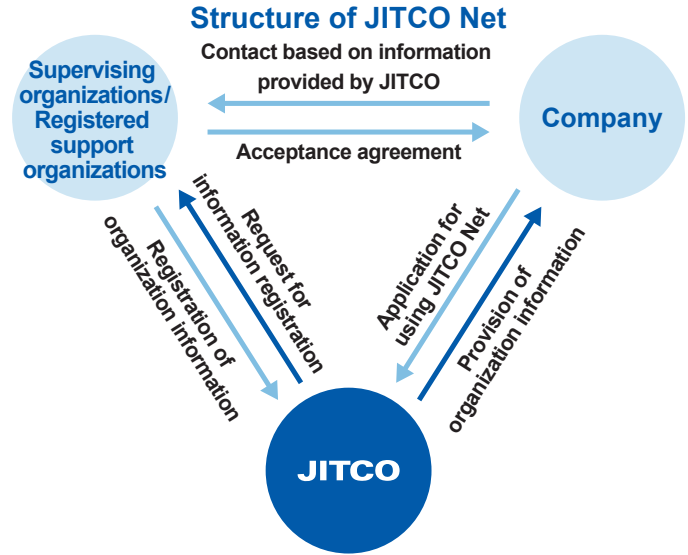 Structure of JITCO Net
Contact based on information
provided by JITCO
Supervising
organizations/
Registered
support
organizations
Company
Acceptance agreement
Registration of
organization information
Request for
information registration
Application for
using JITCO Net
Provision of
organization information
JITCO